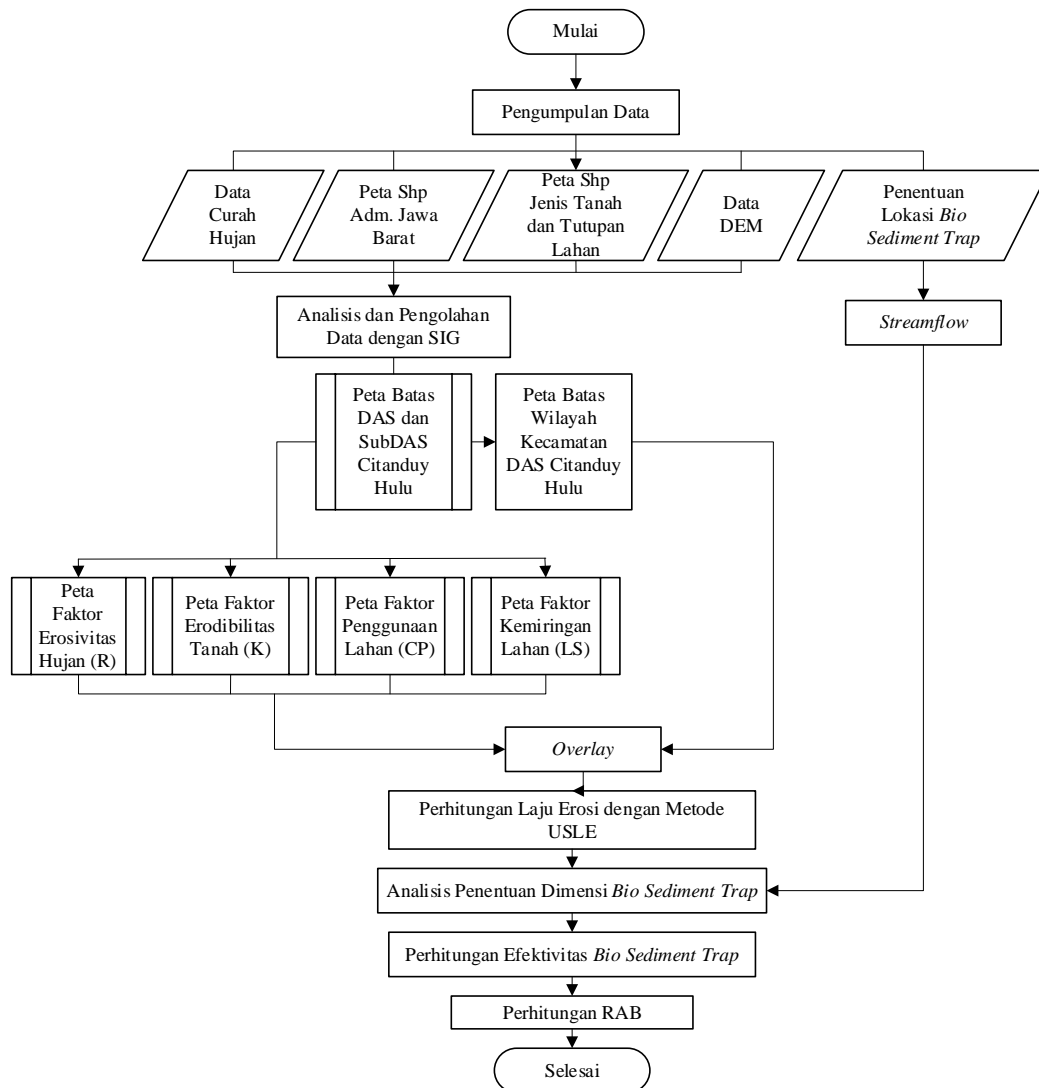 Mulai
Pengumpulan Data
Data
Curah
Hujan
Peta Shp
Adm. Jawa
Barat
Peta Shp
Jenis Tanah
dan Tutupan
Lahan
Data
DEM
Penentuan
Lokasi Bio
Sediment Trap
Analisis dan Pengolahan
Data dengan SIG
Streamflow
Peta Batas
DAS dan
SubDAS
Citanduy
Hulu
Peta Batas
Wilayah
Kecamatan
DAS Citanduy
Hulu
Peta
Faktor
Erosivitas
Hujan (R)
Peta Faktor
Erodibilitas
Tanah (K)
Peta Faktor
Penggunaan
Lahan (CP)
Peta Faktor
Kemiringan
Lahan (LS)
Overlay
Perhitungan Laju Erosi dengan Metode
USLE
Analisis Penentuan Dimensi Bio Sediment Trap
Perhitungan Efektivitas Bio Sediment Trap
Perhitungan RAB
Selesai